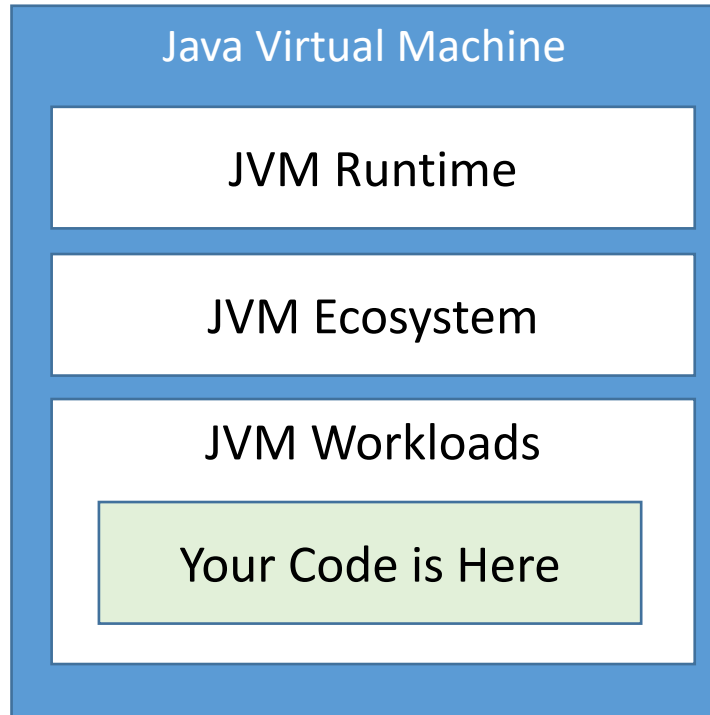 Java Virtual Machine
JVM Runtime
JVM Ecosystem
JVM Workloads
Your Code is Here